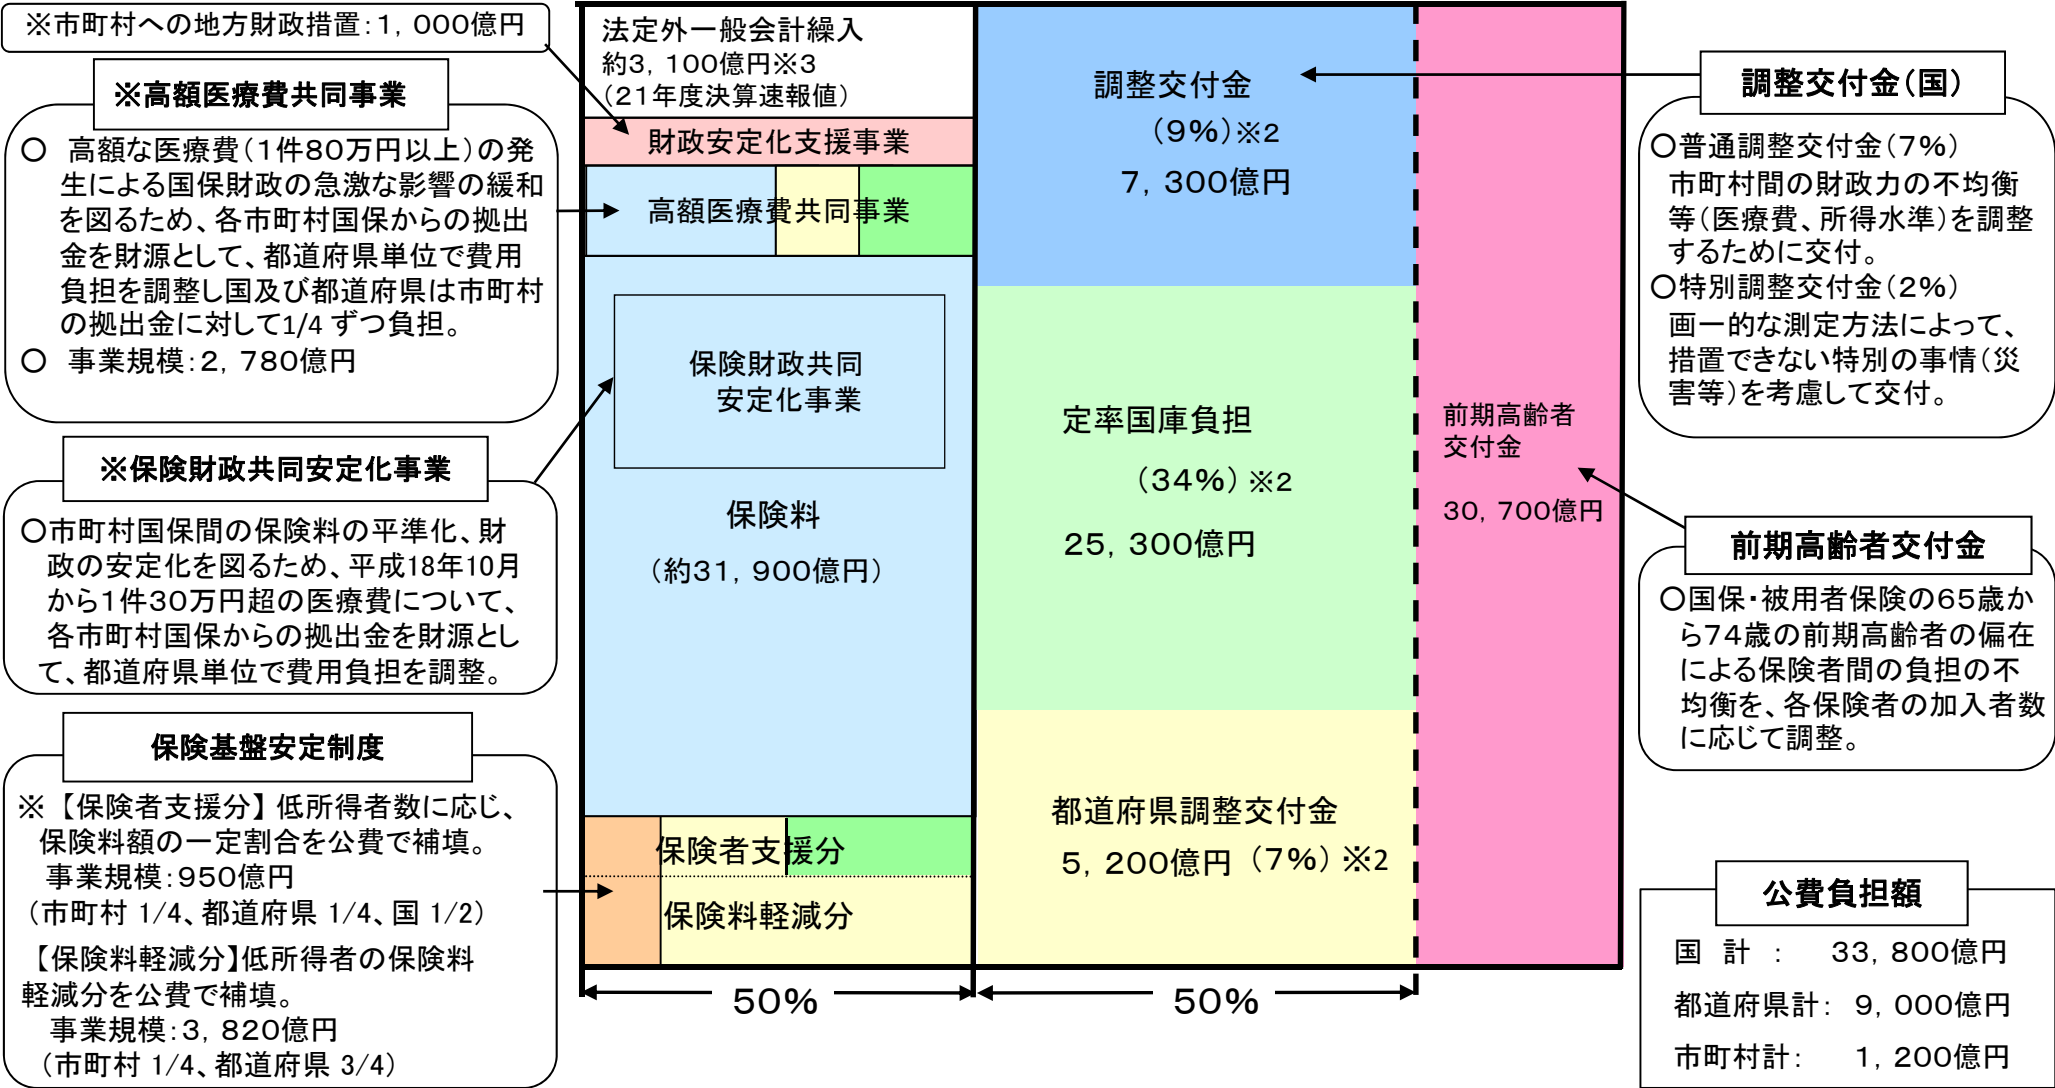 ※市町村への地方財政措置：1，000億円
※高額医療費共同事業
○ 高額な医療費（1件80万円以上）の発
生による国保財政の急激な影響の緩和
を図るため、各市町村国保からの拠出
金を財源として、都道府県単位で費用
負担を調整し国及び都道府県は市町村
の拠出金に対して1/4 ずつ負担。
○ 事業規模：2，780億円
※保険財政共同安定化事業
○市町村国保間の保険料の平準化、財
政の安定化を図るため、平成18年10月
から1件30万円超の医療費について、
各市町村国保からの拠出金を財源とし
て、都道府県単位で費用負担を調整。
保険基盤安定制度
※【保険者支援分】 低所得者数に応じ、
保険料額の一定割合を公費で補填。
事業規模：950億円
（市町村 1/4、都道府県 1/4、国 1/2）
【保険料軽減分】低所得者の保険料
軽減分を公費で補填。
事業規模：3，820億円
（市町村 1/4、都道府県 3/4）
法定外一般会計繰入
約3，100億円※3
（21年度決算速報値）
財政安定化支援事業
高額医療費共同事業
保険財政共同
安定化事業
保険料
（約31，900億円）
保険者支援分
保険料軽減分
50%
調整交付金
（9%）※2
7，300億円
定率国庫負担
（34%）※2
25，300億円
都道府県調整交付金
5，200億円（7%）※2
50%
前期高齢者
交付金
30，700億円
調整交付金（国）
○普通調整交付金（7%）
市町村間の財政力の不均衡
等（医療費、所得水準）を調整
するために交付。
○特別調整交付金（2%）
画一的な測定方法によって、
措置できない特別の事情（災
害等）を考慮して交付。
前期高齢者交付金
○国保・被用者保険の65歳か
ら74歳の前期高齢者の偏在
による保険者間の負担の不
均衡を、各保険者の加入者数
に応じて調整。
公費負担額
国 計 ： 33，800億円
都道府県計： 9，000億円
市町村計： 1，200億円